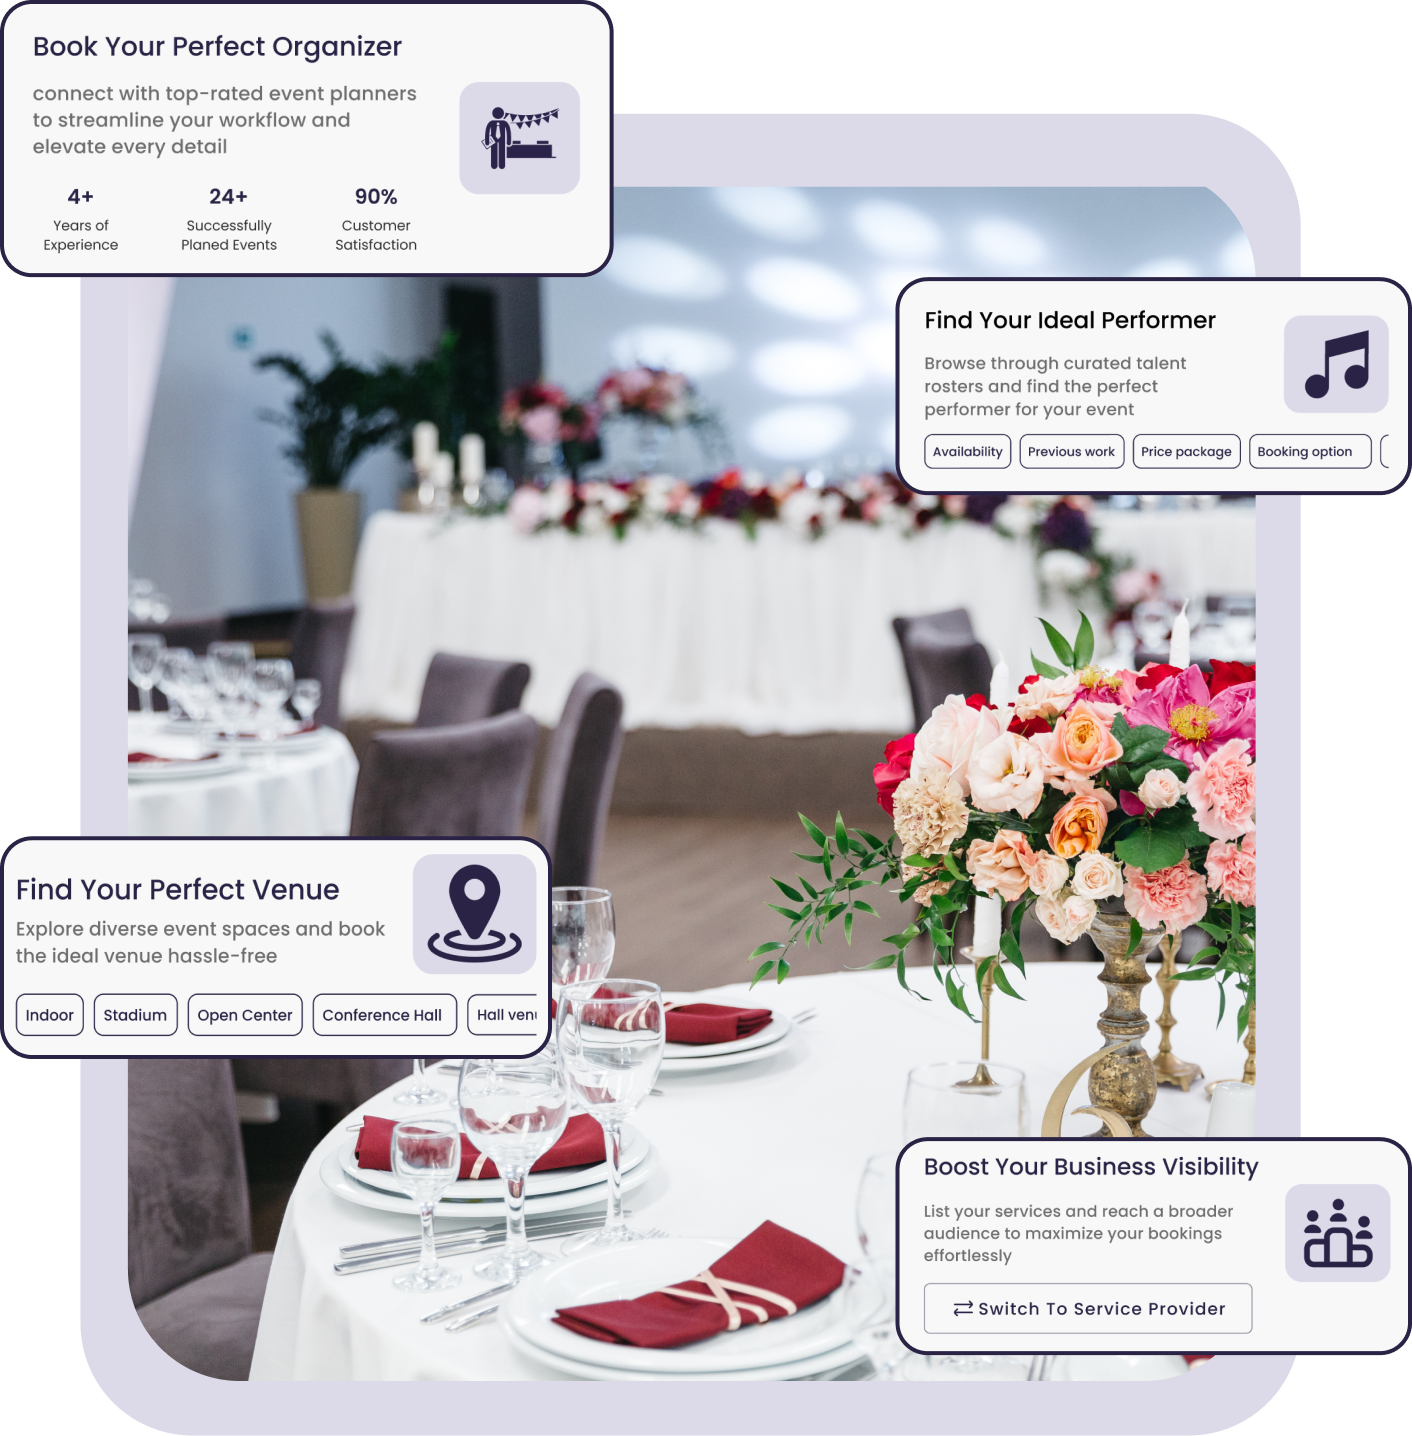 Book Your Perfect Organizer
connect with top-rated event planners
to streamline your workflow and
elevate every detail
4+
Years of
Experience
24+
Successfully
Planed Events
90%
Customer
Satisfaction
Find Your Ideal Performer
Browse through curated talent
rosters and find the perfect
performer for your event
Availability
Previous work
Price package
Booking option
Find Your Perfect Venue
Explore diverse event spaces and book
the ideal venue hassle-free
Indoor
Stadium
Open Center
Conference Hall
Hall
Boost Your Business Visibility
List your services and reach a broader
audience to maximize your bookings
effortlessly
Switch To Service Provider